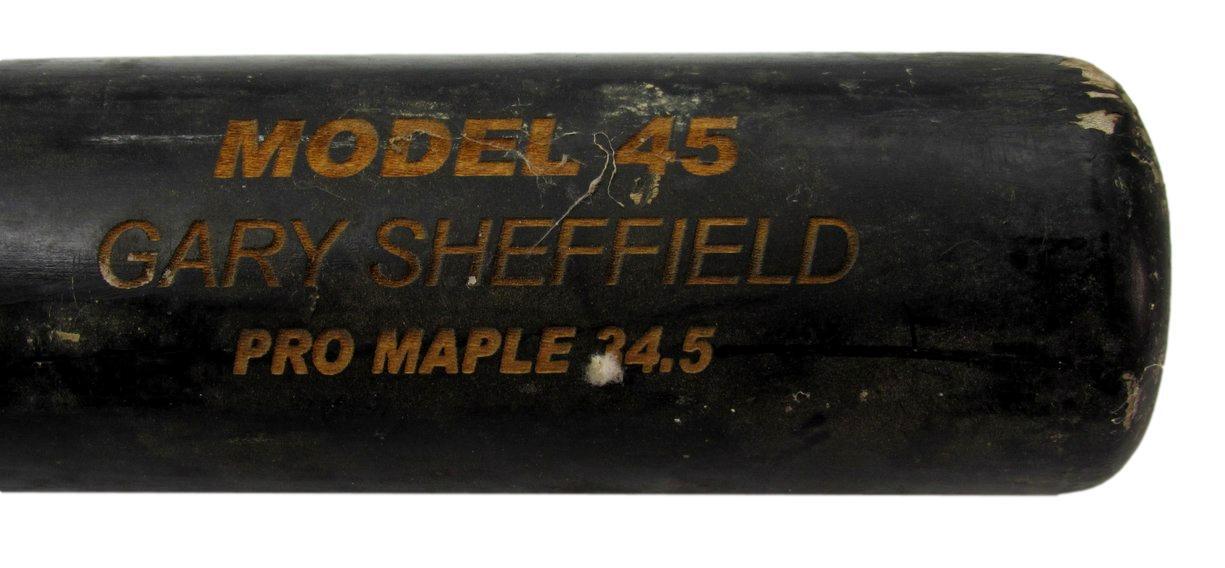 MODEL 45
GARY SHEFFIELD
PRO MAPLE 34.5